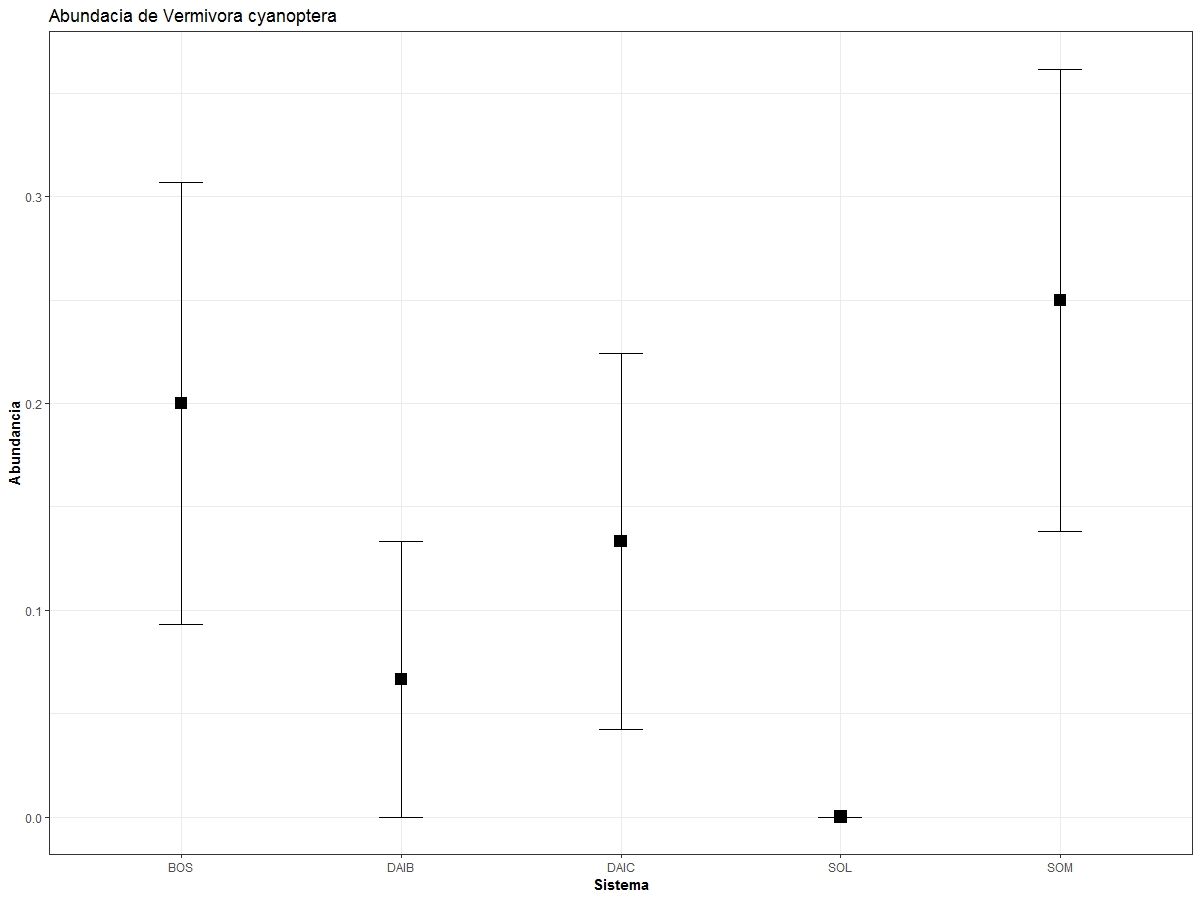 Abundacia de Vermivora cyanoptera
Abundancia
0.3
0.2
0.1
0.0
BOS DAIB DAIC SOL SOM
Sistema